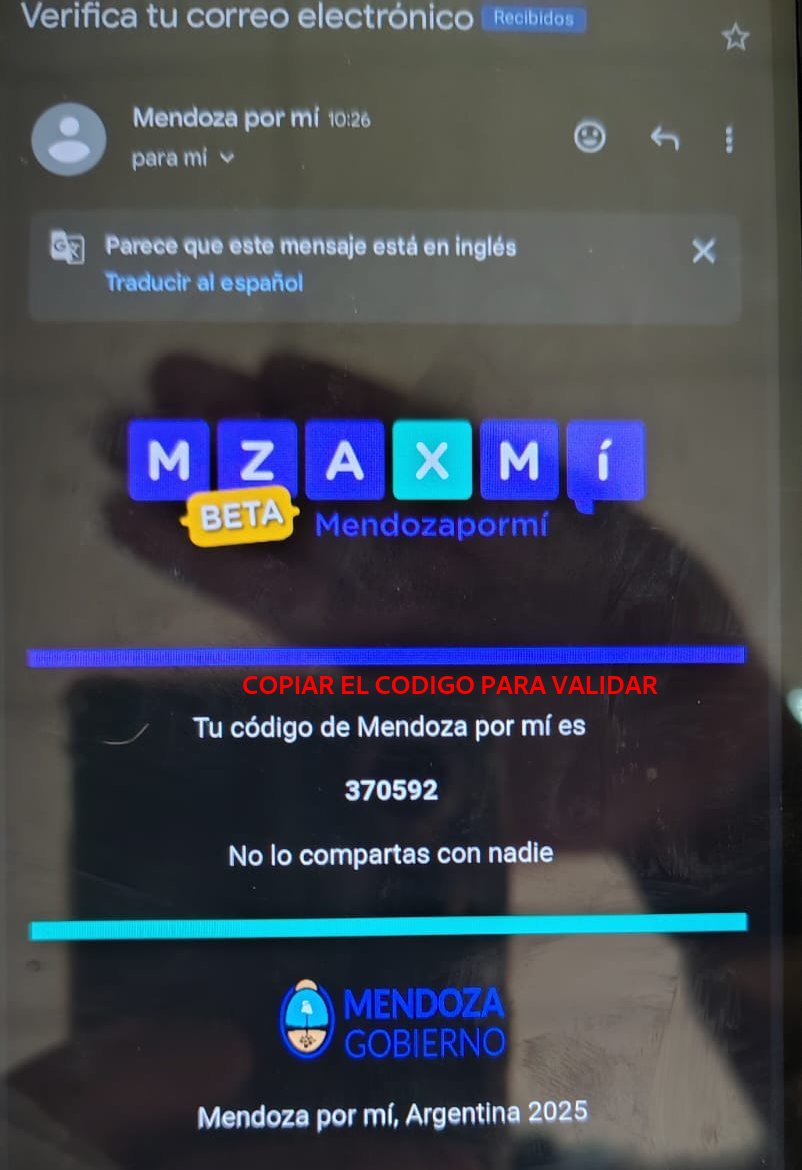 Verifica tu correo electrónico Recibidos
Mendoza por mí 10:26
para mí
Parece que este mensaje está en inglés
Traducir al español
MZAXMí
BETA
Mendozapormí
COPIAR EL CODIGO PARA VALIDAR
Tu código de Mendoza por mí es
370592
No lo compartas con nadie
MENDOZA
GOBIERNO
Mendoza por mí, Argentina 2025